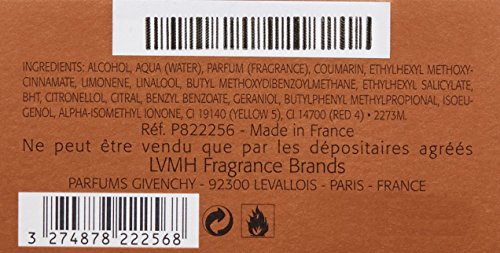 INGREDIENTS: ALCOHOL, AQUA (WATER), PARFUM (FRAGRANCE), COUMARIN, ETHYLHEXYL METHOXY-
CINNAMATE, LIMONENE, LINALOOL, BUTYL METHOXYDIBENZOYLMETHANE, ETHYLHEXYL SALICYLATE,
BHT, CITRONELLOL, CITRAL, BENZYL BENZOATE, GERANIOL, BUTYLPHENYL METHYLPROPIONAL, ISOEU-
GENOL, ALPHA-ISOMETHYL IONONE, CI 19140 (YELLOW 5), CI 14700 (RED 4) • 2273M.
Réf. P822256 - Made in France
Ne peut être vendu que par les dépositaires agréés
LVMH Fragrance Brands
PARFUMS GIVENCHY - 92300 LEVALLOIS - PARIS - FRANCE
3 274878 222568